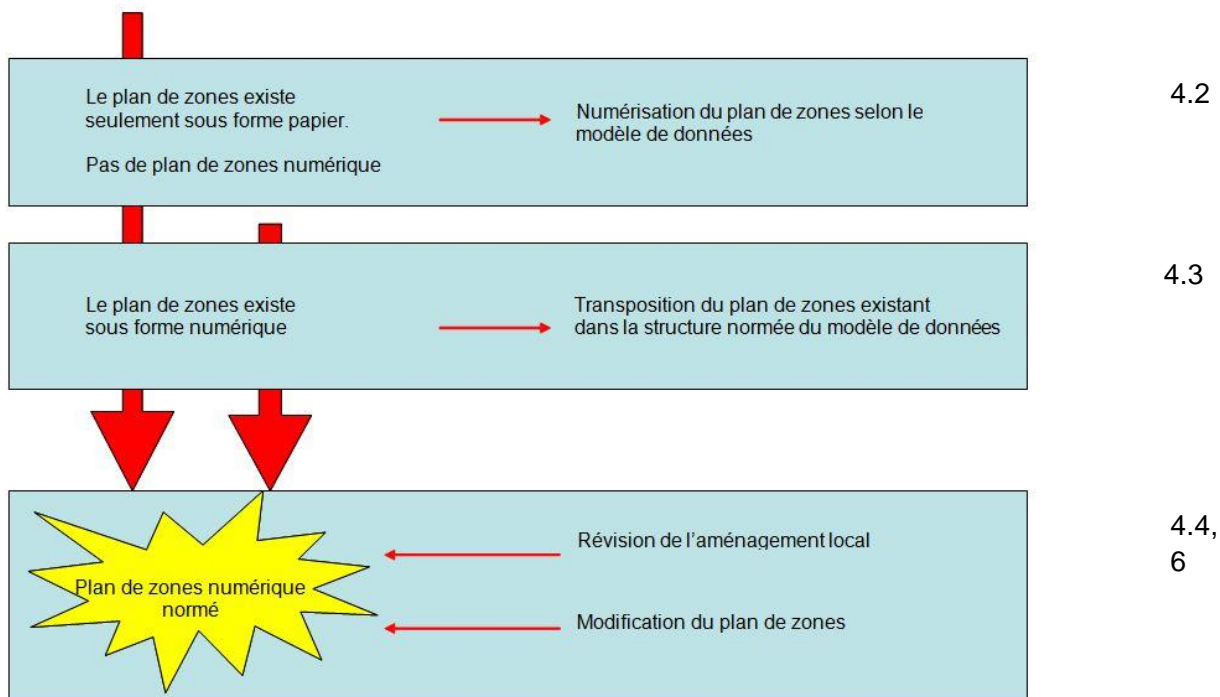 Le plan de zones existe
seulement sous forme papier.
Pas de plan de zones numérique
Numérisation du plan de zones selon le
modèle de données
4.2
Le plan de zones existe
sous forme numérique
Transposition du plan de zones existant
dans la structure normée du modèle de données
4.3
Plan de zones numérique
normé
Révision de l'aménagement local
Modification du plan de zones
4.4,
6